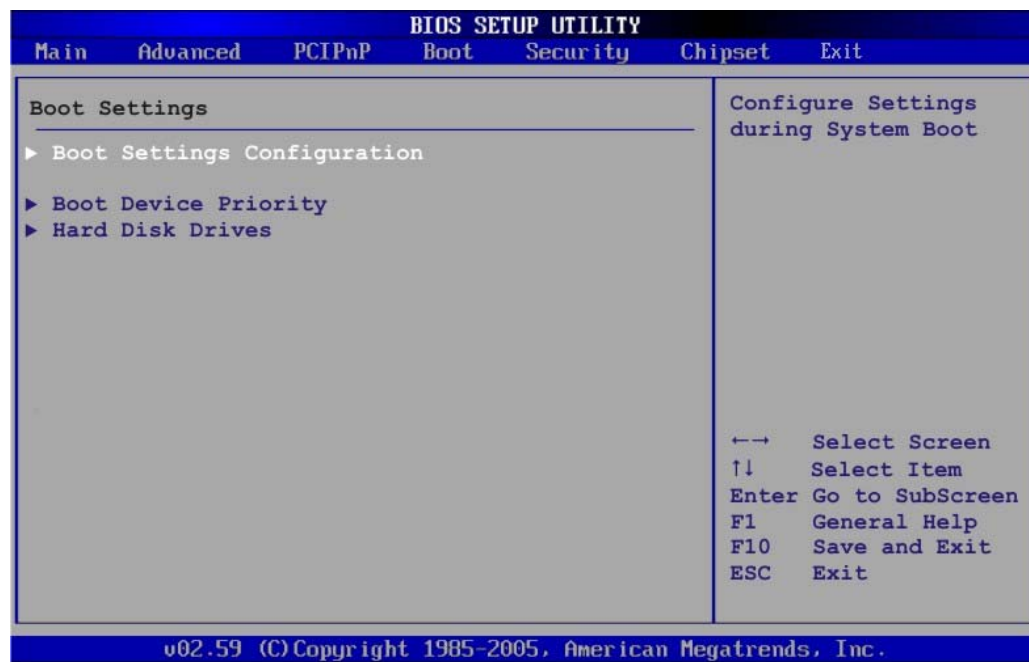 BIOS SETUP UTILITY
Main Advanced PCIPnP Boot Security Chipset Exit
Boot Settings
► Boot Settings Configuration
► Boot Device Priority
► Hard Disk Drives
Configure Settings
during System Boot
←→ Select Screen
↑↓ Select Item
Enter Go to SubScreen
F1 General Help
F10 Save and Exit
ESC Exit
v02.59 (C)Copyright 1985-2005, American Megatrends, Inc.